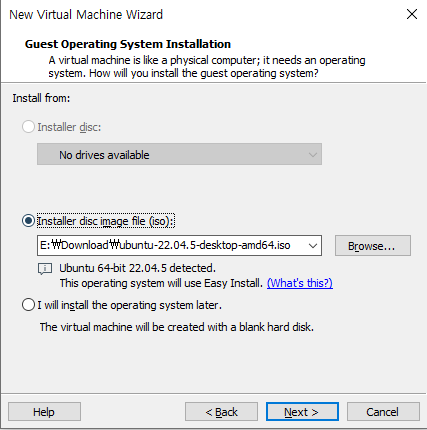 New Virtual Machine Wizard
Guest Operating System Installation
A virtual machine is like a physical computer; it needs an operating
system. How will you install the guest operating system?
Install from:
Installer disc:
No drives available
Installer disc image file (iso):
E:₩Download₩ubuntu-22.04.5-desktop-amd64.iso
Browse...
Ubuntu 64-bit 22.04.5 detected.
This operating system will use Easy Install. (What's this?)
I will install the operating system later.
The virtual machine will be created with a blank hard disk.
Help
< Back
Next >
Cancel